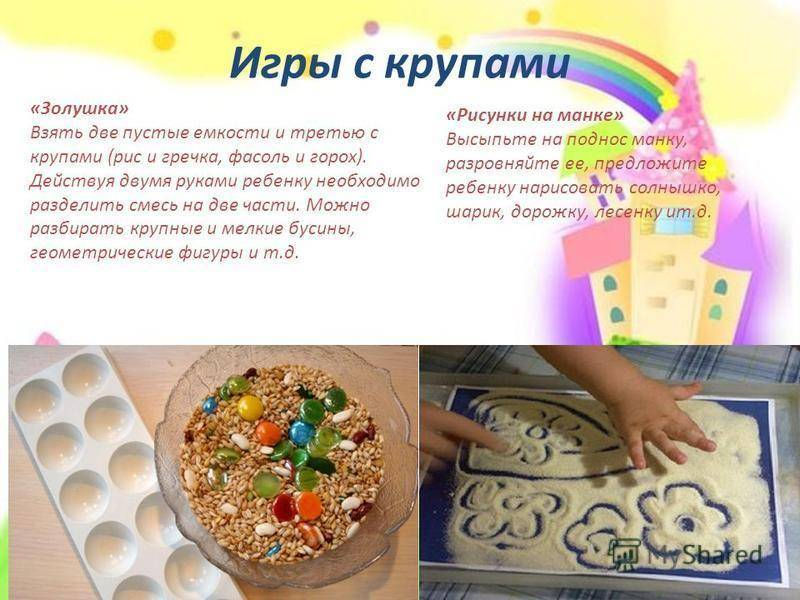 Игры с крупами
«Золушка»
Взять две пустые емкости и третью с
крупами (рис и гречка, фасоль и горох).
Действуя двумя руками ребенку необходимо
разделить смесь на две части. Можно
разбирать крупные и мелкие бусины,
геометрические фигуры и т.д.
«Рисунки на манке»
Высыпьте на поднос манку,
разровняйте ее, предложите
ребенку нарисовать солнышко,
шарик, дорожку, лесенку ит.д.
MyShared